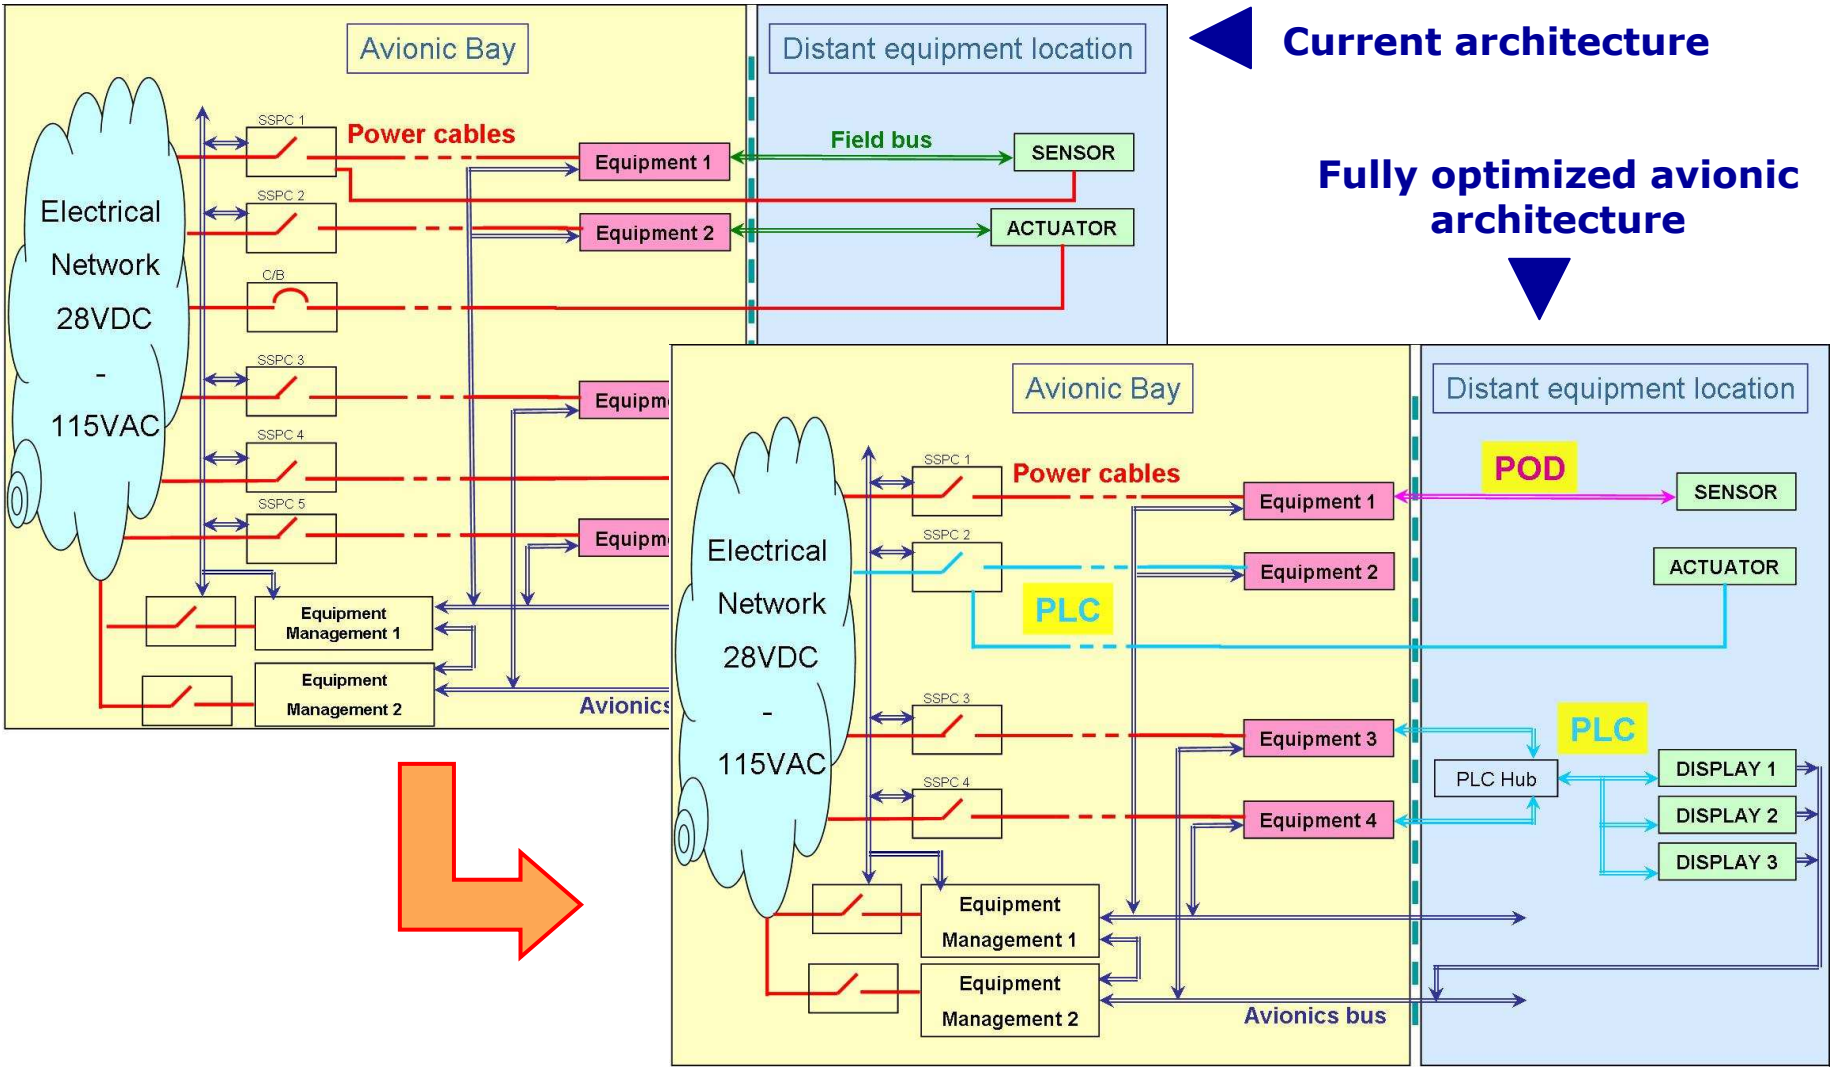 Current architecture
Fully optimized avionic
architecture
Avionic Bay
Distant equipment location
Electrical
Network
28VDC
-
115VAC
SSPC 1
Power cables
Equipment 1
Field bus
SENSOR
SSPC 2
Equipment 2
ACTUATOR
C/B
SSPC 3
Equipm
SSPC 4
SSPC 5
Equipm
Equipment
Management 1
Equipment
Management 2
Avionics
Avionic Bay
Distant equipment location
Electrical
Network
28VDC
-
115VAC
SSPC 1
Power cables
Equipment 1
POD
SENSOR
SSPC 2
Equipment 2
ACTUATOR
PLC
SSPC 3
Equipment 3
PLC
PLC Hub
DISPLAY 1
DISPLAY 2
DISPLAY 3
SSPC 4
Equipment 4
Equipment
Management 1
Equipment
Management 2
Avionics bus